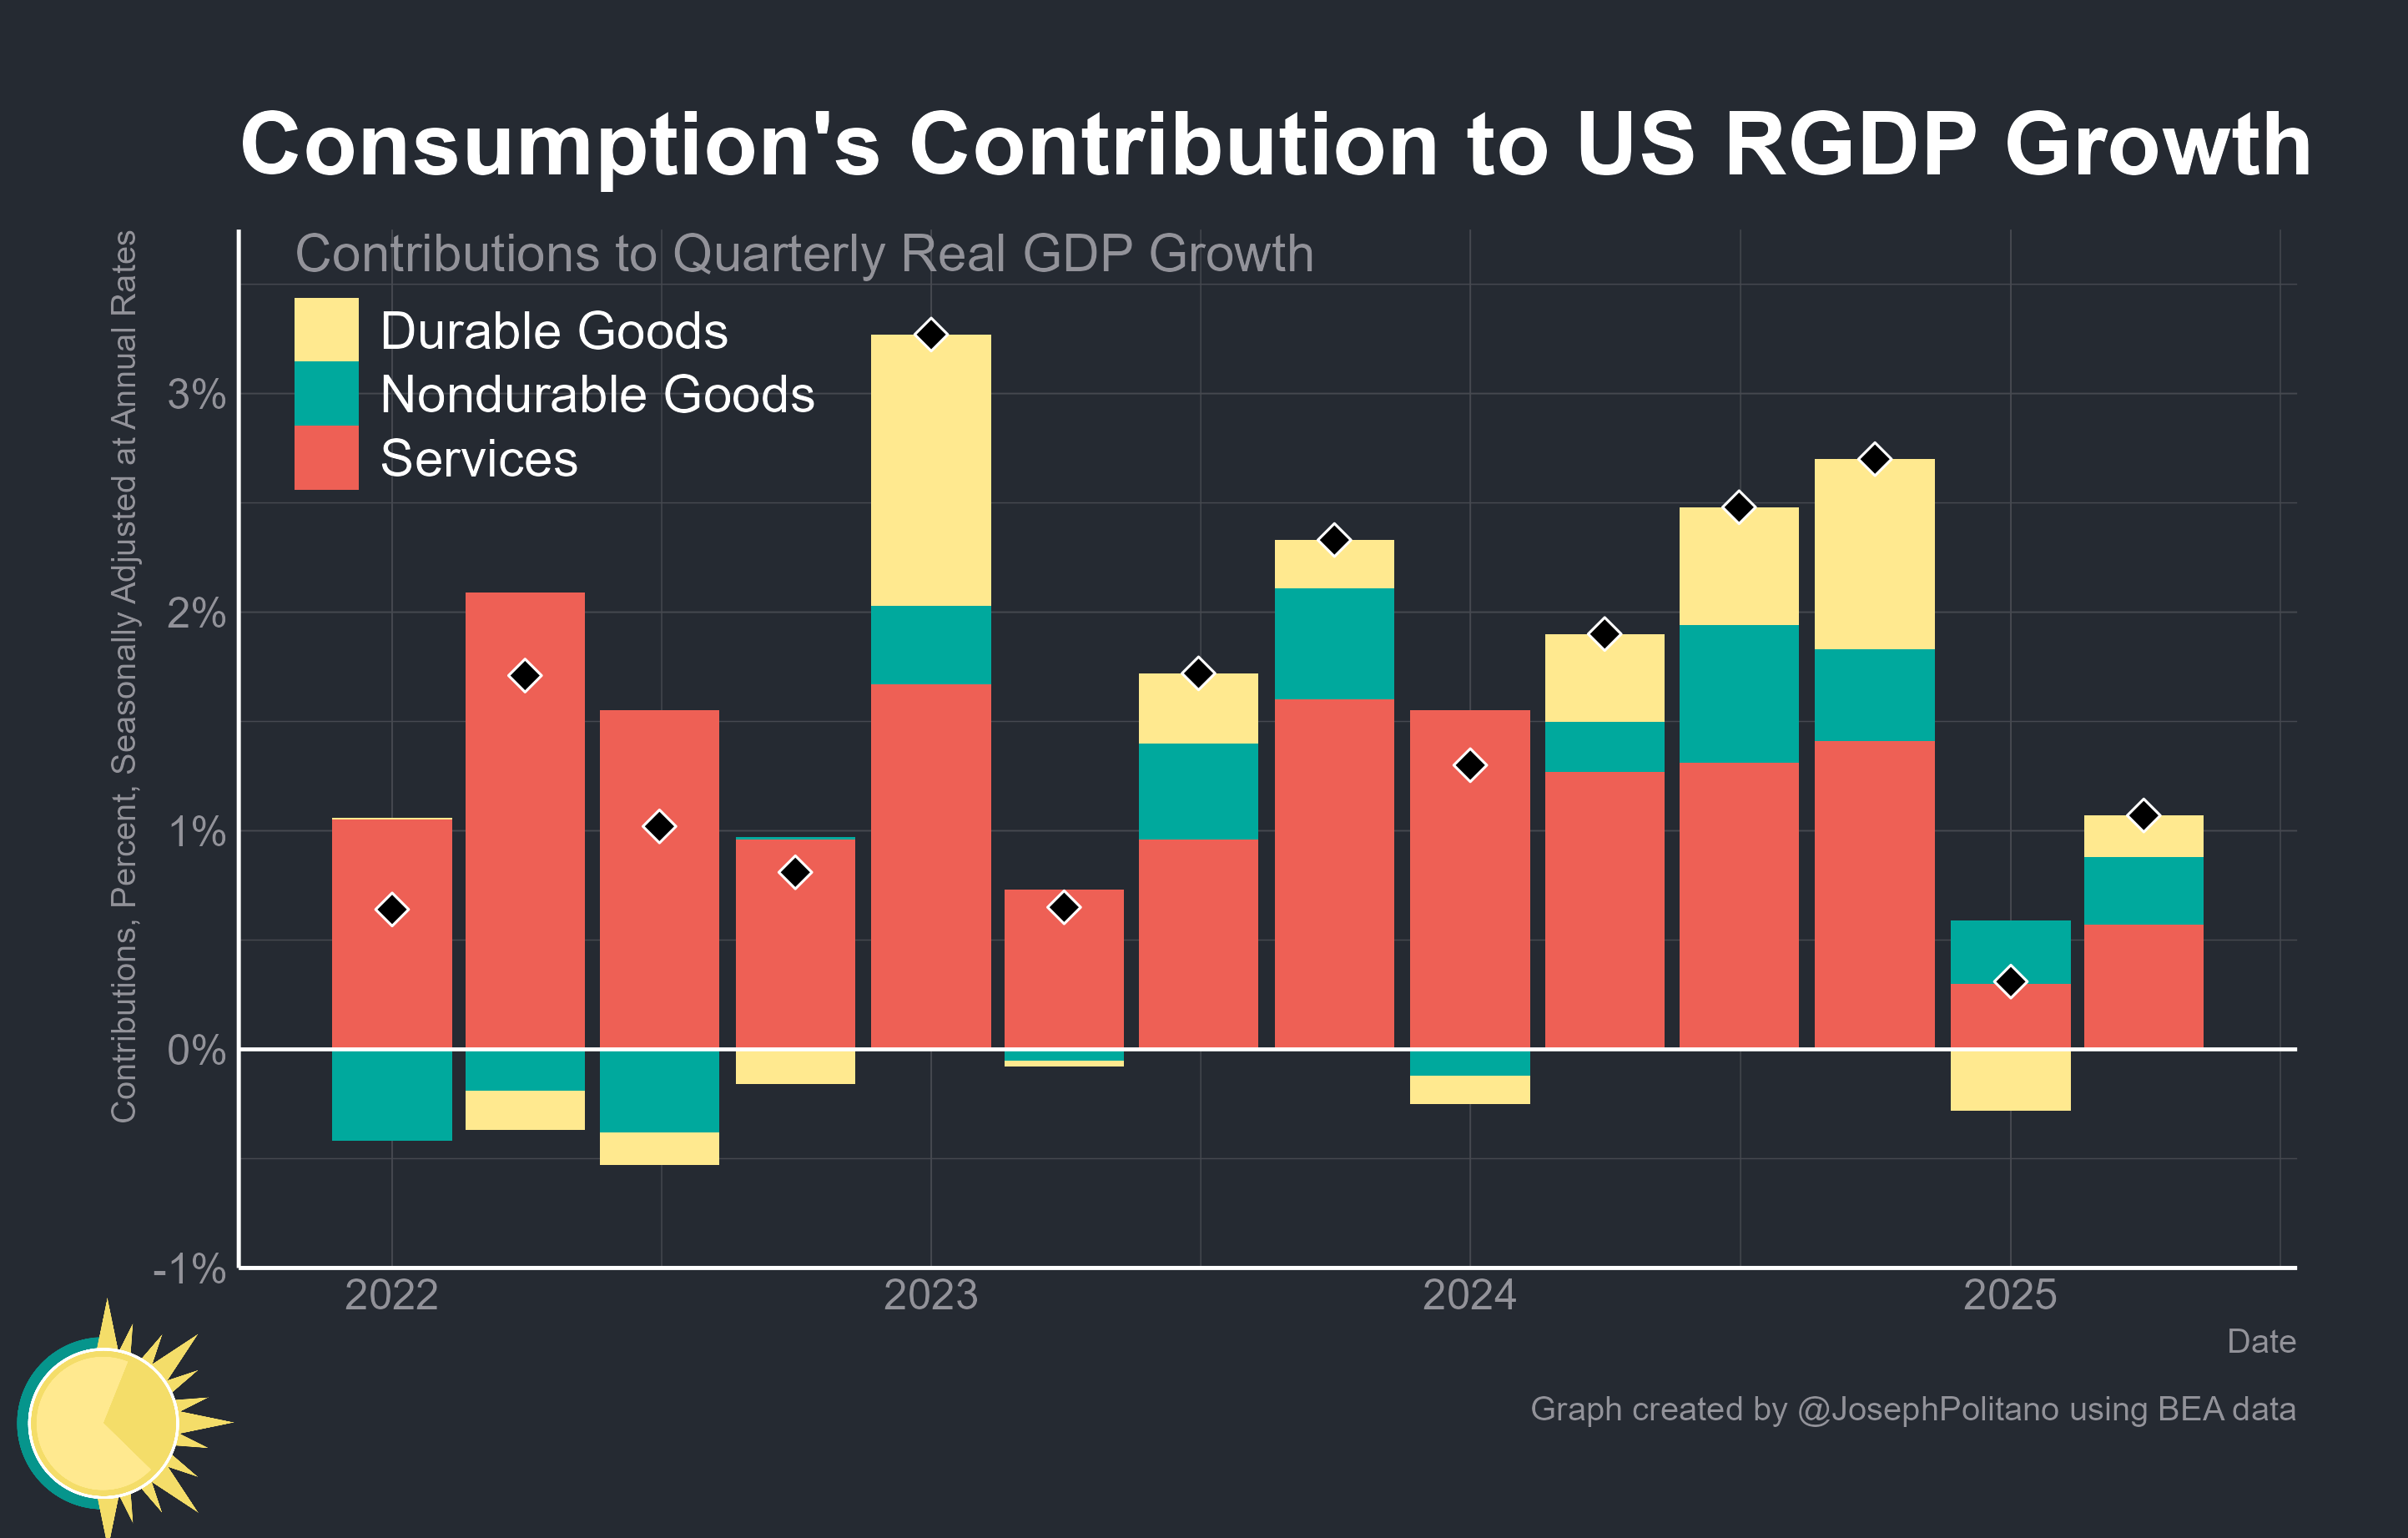 Consumption's Contribution to US RGDP Growth
Contributions to Quarterly Real GDP Growth
Durable Goods
Nondurable Goods
Services
Contributions, Percent, Seasonally Adjusted at Annual Rates
3%
2%
1%
0%
-1%
2022
2023
2024
2025
Date
Graph created by @JosephPolitano using BEA data